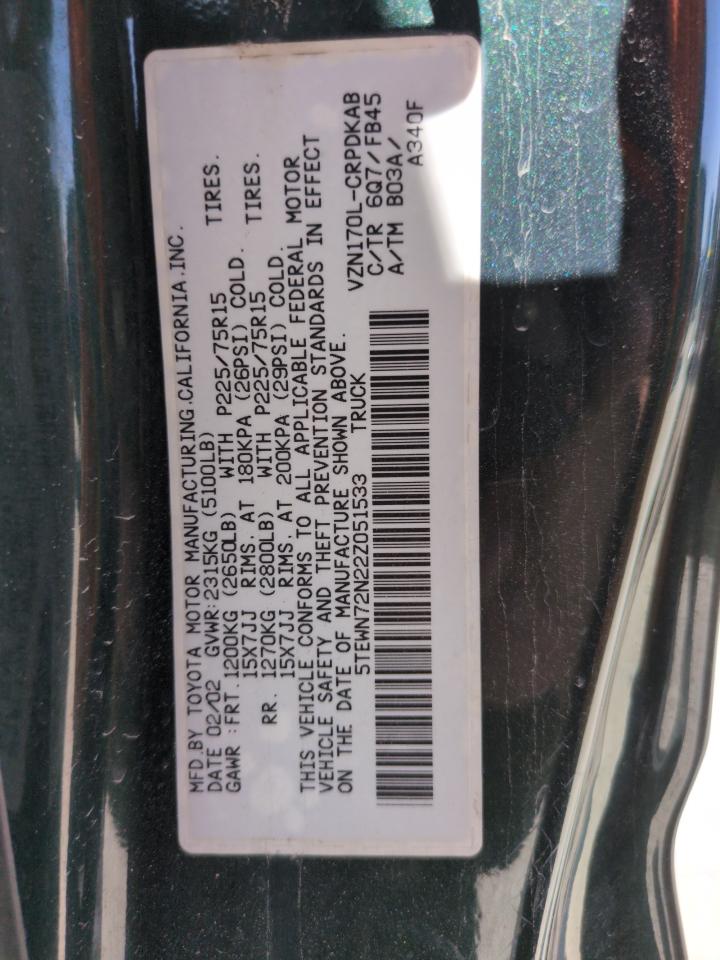 MFD.BY TOYOTA MOTOR MANUFACTURING.CALIFORNIA.INC.
DATE 02/02 GVWR:2315KG (5100LB)
GAWR :FRT.1200KG (2650LB) WITH P225/75R15 TIRES.
15X7JJ RIMS. AT 180KPA (26PSI) COLD.
RR. 1270KG (2800LB) WITH P225/75R15 TIRES.
15X7JJ RIMS. AT 200KPA (29PSI) COLD.
THIS VEHICLE CONFORMS TO ALL APPLICABLE FEDERAL MOTOR
VEHICLE SAFETY AND THEFT PREVENTION STANDARDS IN EFFECT
ON THE DATE OF MANUFACTURE SHOWN ABOVE.
5TEWN72N22Z051533 TRUCK
VZN170L-CRPDKAB
C/TR 6Q7/FB45
A/TM B03A/
A340F